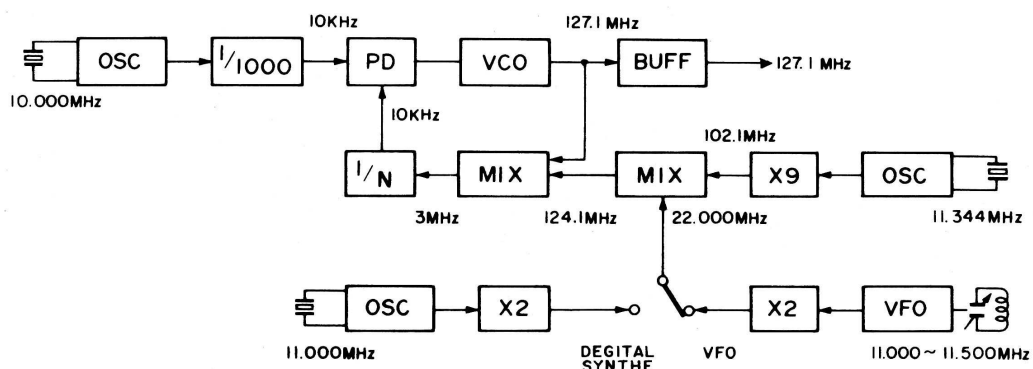 10KHz
127.1 MHz
OSC
1/1000
PD
VCO
BUFF
127.1 MHz
10.000MHz
10KHz
102.1MHz
1/N
MIX
MIX
X9
OSC
3MHz
124.1MHz
22.000MHz
11.344MHz
OSC
X2
X2
VFO
11.000MHz
DEGITAL
SYNTHE
VFO
11.000~11.500MHz